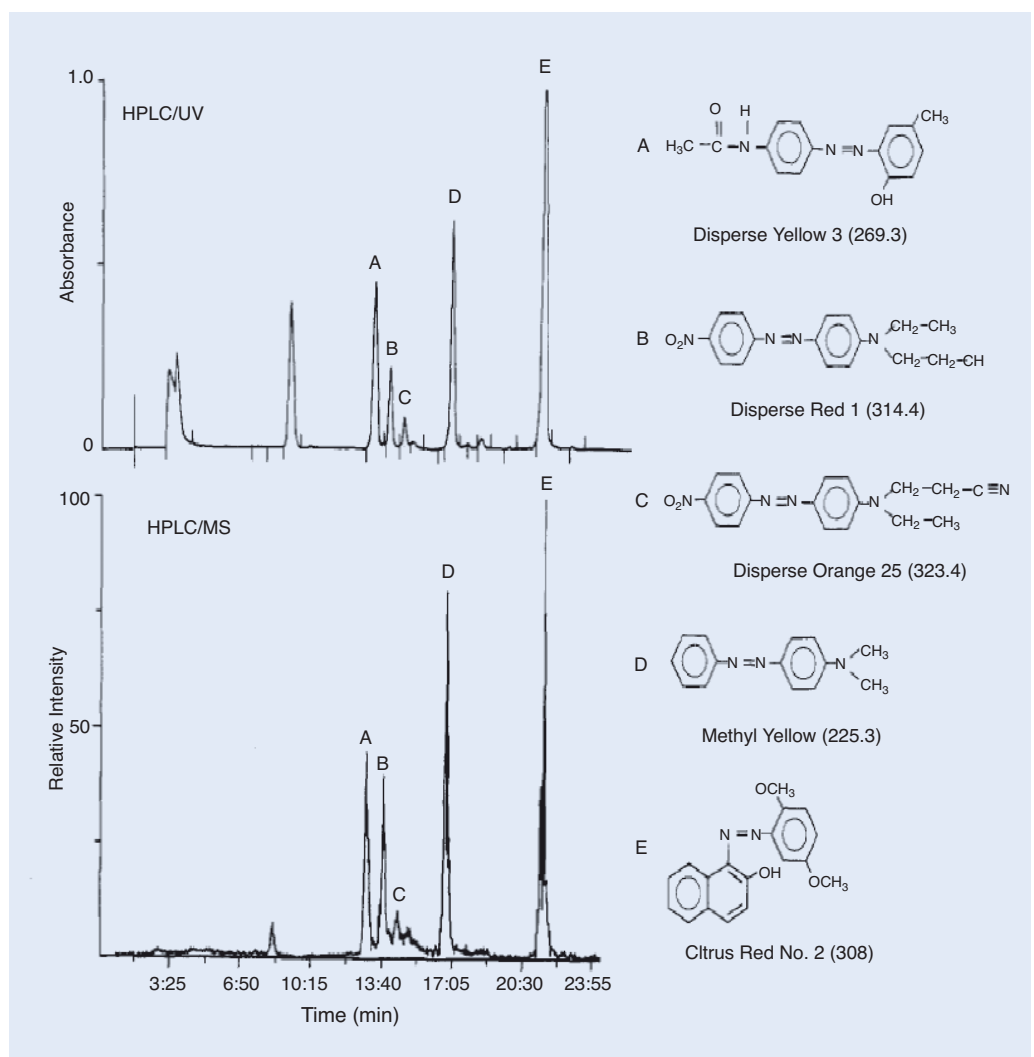 1.0
HPLC/UV
Absorbance
0
A
B
C
D
E
100
HPLC/MS
Relative Intensity
50
A
B
C
D
E
3:25 6:50 10:15 13:40 17:05 20:30 23:55
Time (min)
A
O H
H₃C C N N = N CH₃
OH
Disperse Yellow 3 (269.3)
B
O₂N N = N N CH₂ CH₃
CH₂ CH₂ CH
Disperse Red 1 (314.4)
C
O₂N N = N N CH₂ CH₂ C ≡ N
CH₂ CH₃
Disperse Orange 25 (323.4)
D
N = N N CH₃
CH₃
Methyl Yellow (225.3)
E
OCH₃
N = N
OH
OCH₃
Cltrus Red No. 2 (308)